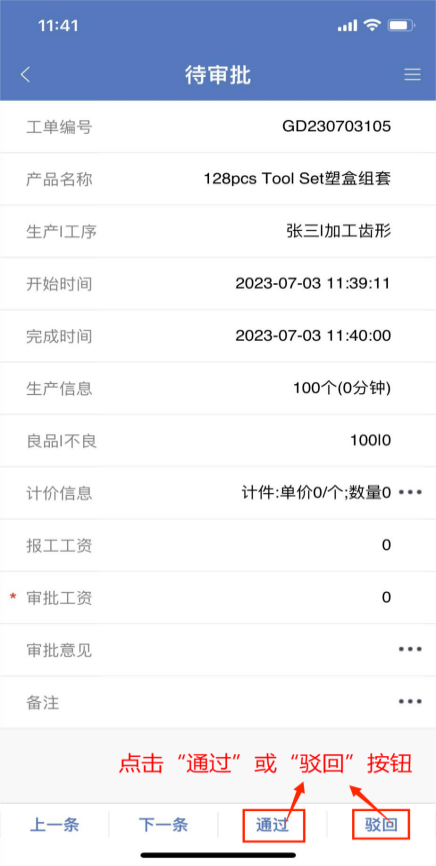 11:41
待审批
工单编号 GD230703105
产品名称 128pcs Tool Set塑盒组套
生产|工序 张三|加工齿形
开始时间 2023-07-03 11:39:11
完成时间 2023-07-03 11:40:00
生产信息 100个(0分钟)
良品|不良 100|0
计价信息 计件:单价0/个;数量0 •••
报工工资 0
* 审批工资 0
审批意见 •••
备注 •••
点击“通过”或“驳回”按钮
上一条 下一条 通过 驳回